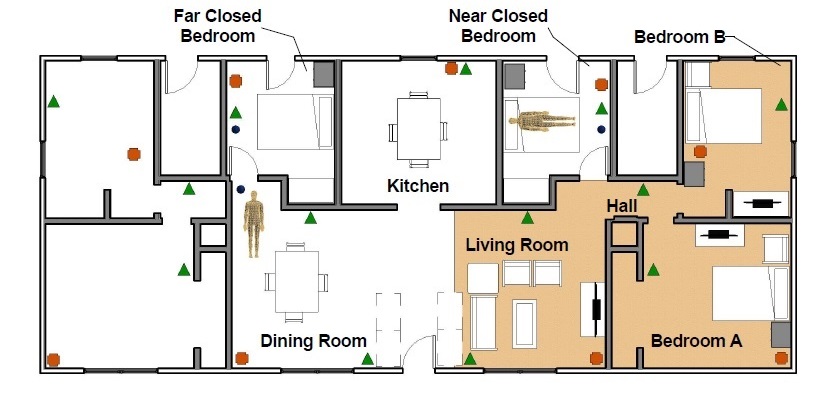 Far Closed
Bedroom
Near Closed
Bedroom
Bedroom B
Kitchen
Hall
Living Room
Dining Room
Bedroom A